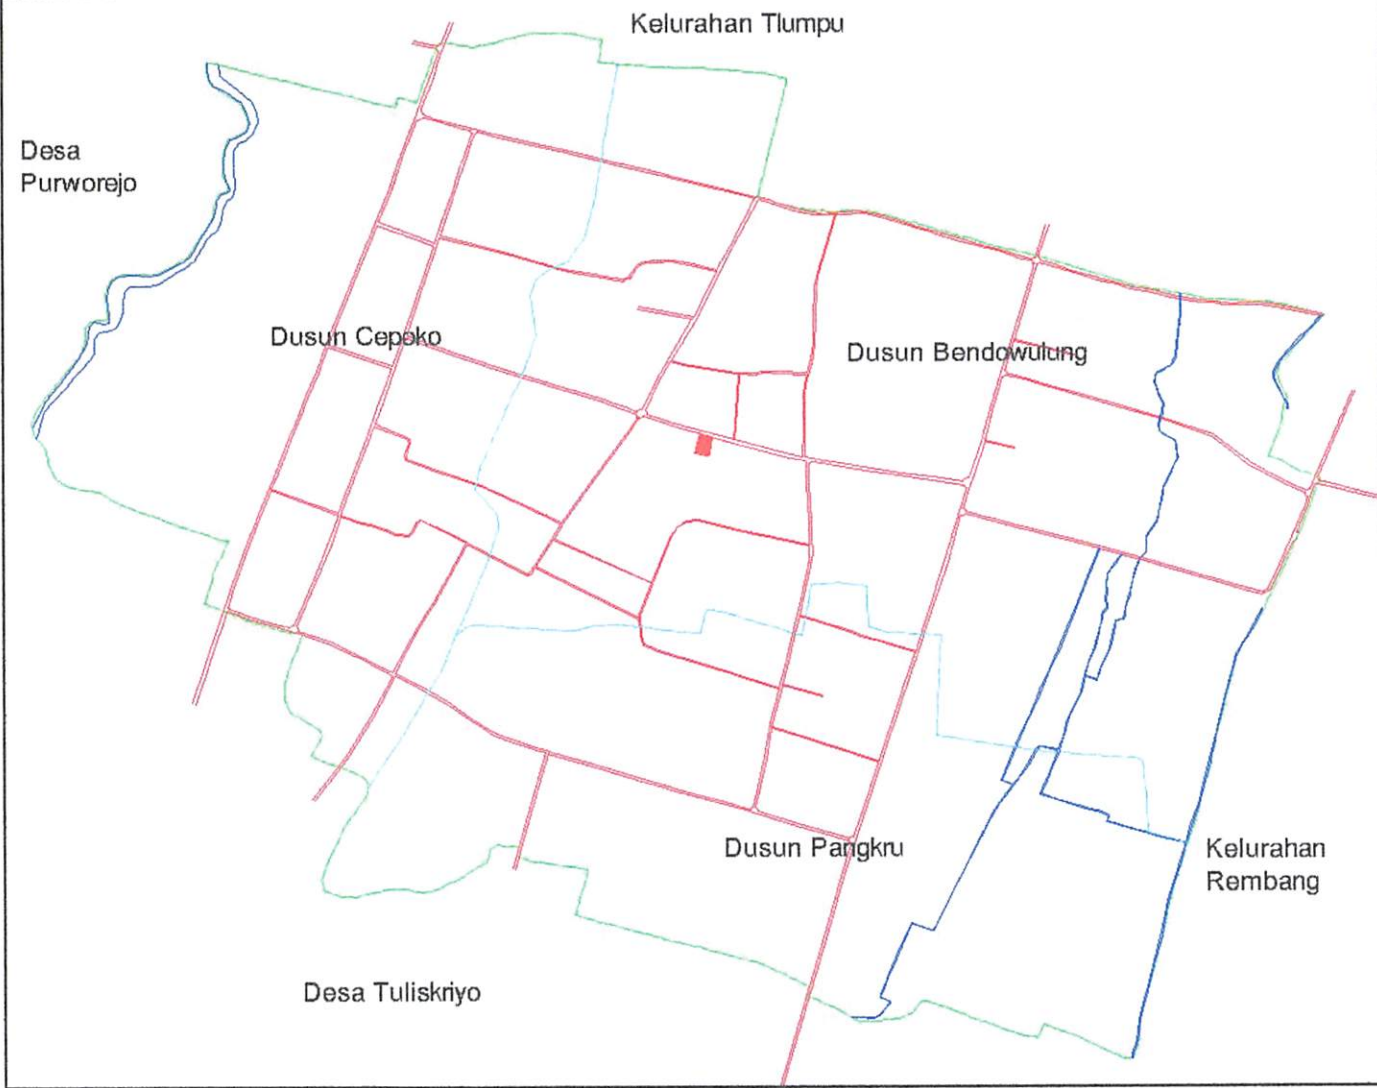 Kelurahan Tlumpu
Desa
Purworejo
Dusun Cepoko
Dusun Bendowulung
Dusun Pangkru
Kelurahan
Rembang
Desa Tuliskriyo